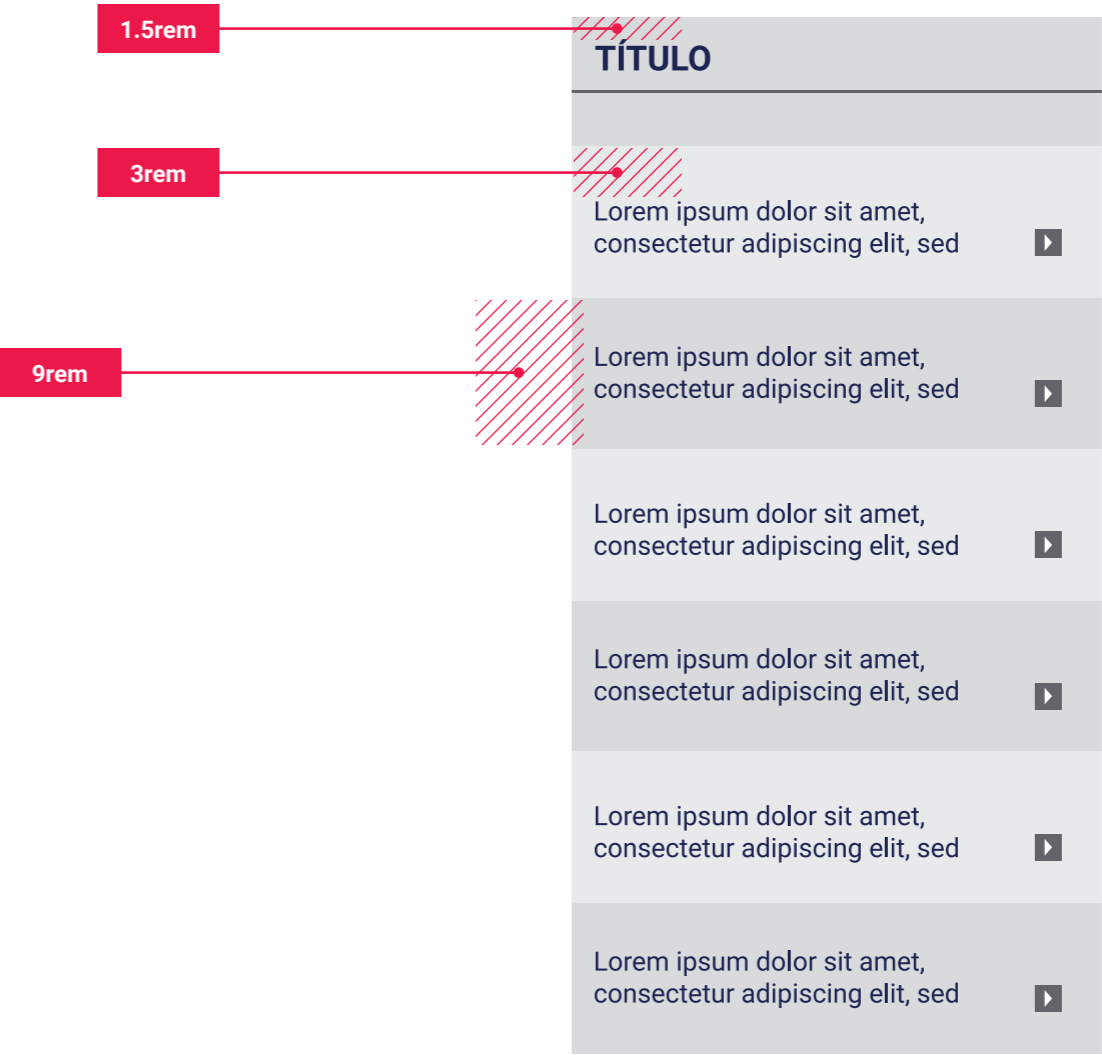 1.5rem
TÍTULO
3rem
Lorem ipsum dolor sit amet,
consectetur adipiscing elit, sed
9rem
Lorem ipsum dolor sit amet,
consectetur adipiscing elit, sed
Lorem ipsum dolor sit amet,
consectetur adipiscing elit, sed
Lorem ipsum dolor sit amet,
consectetur adipiscing elit, sed
Lorem ipsum dolor sit amet,
consectetur adipiscing elit, sed
Lorem ipsum dolor sit amet,
consectetur adipiscing elit, sed